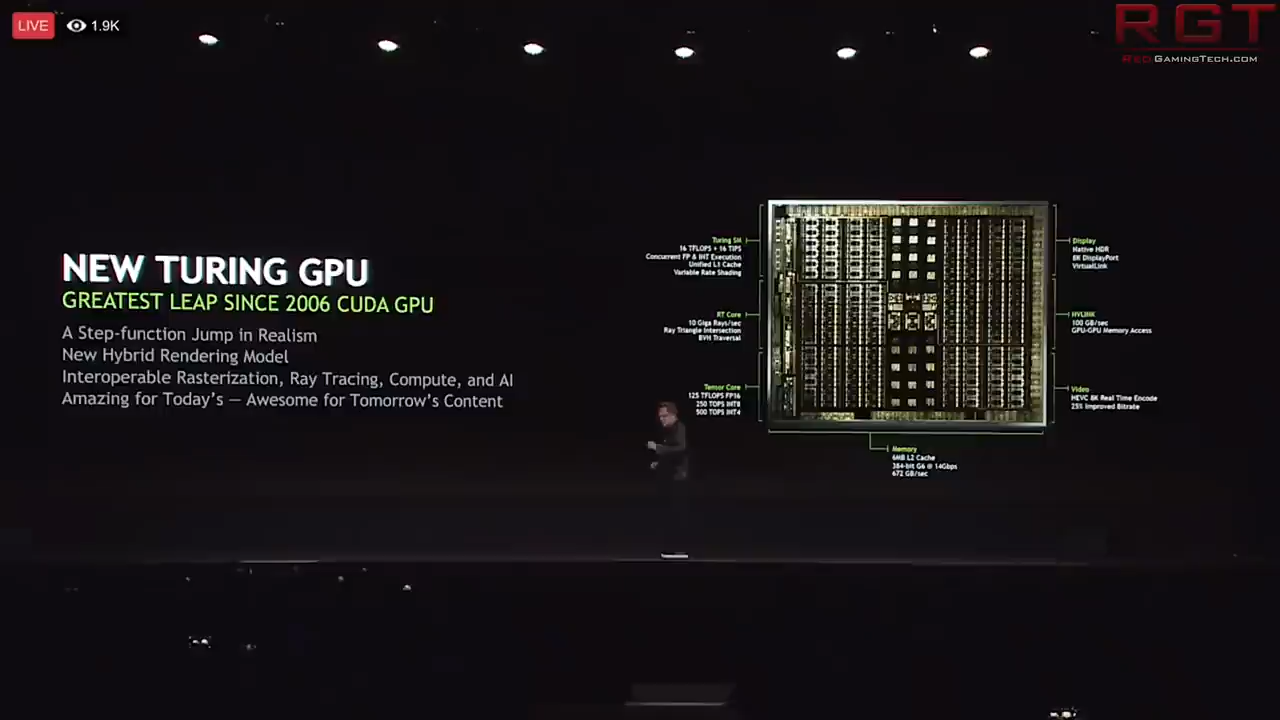 LIVE 1.9K
RGT
RedGamingTech.com
NEW TURING GPU
GREATEST LEAP SINCE 2006 CUDA GPU
A Step-function Jump in Realism
New Hybrid Rendering Model
Interoperable Rasterization, Ray Tracing, Compute, and AI
Amazing for Today's — Awesome for Tomorrow's Content
Turing SM
16 TFLOPS + 16 TIPS
Concurrent FP & INT Execution
Unified L1 Cache
Variable Rate Shading
RT Core
10 Giga Rays/sec
Ray Triangle Intersection
BVH Traversal
Tensor Core
125 TFLOPS FP16
250 TOPS INT8
500 TOPS INT4
Display
Native HDR
8K DisplayPort
VirtualLink
NVLINK
100 GB/sec
GPU-GPU Memory Access
Video
HEVC 8K Real Time Encode
25% Improved Bitrate
Memory
6MB L2 Cache
384-bit G6 @ 14Gbps
672 GB/sec